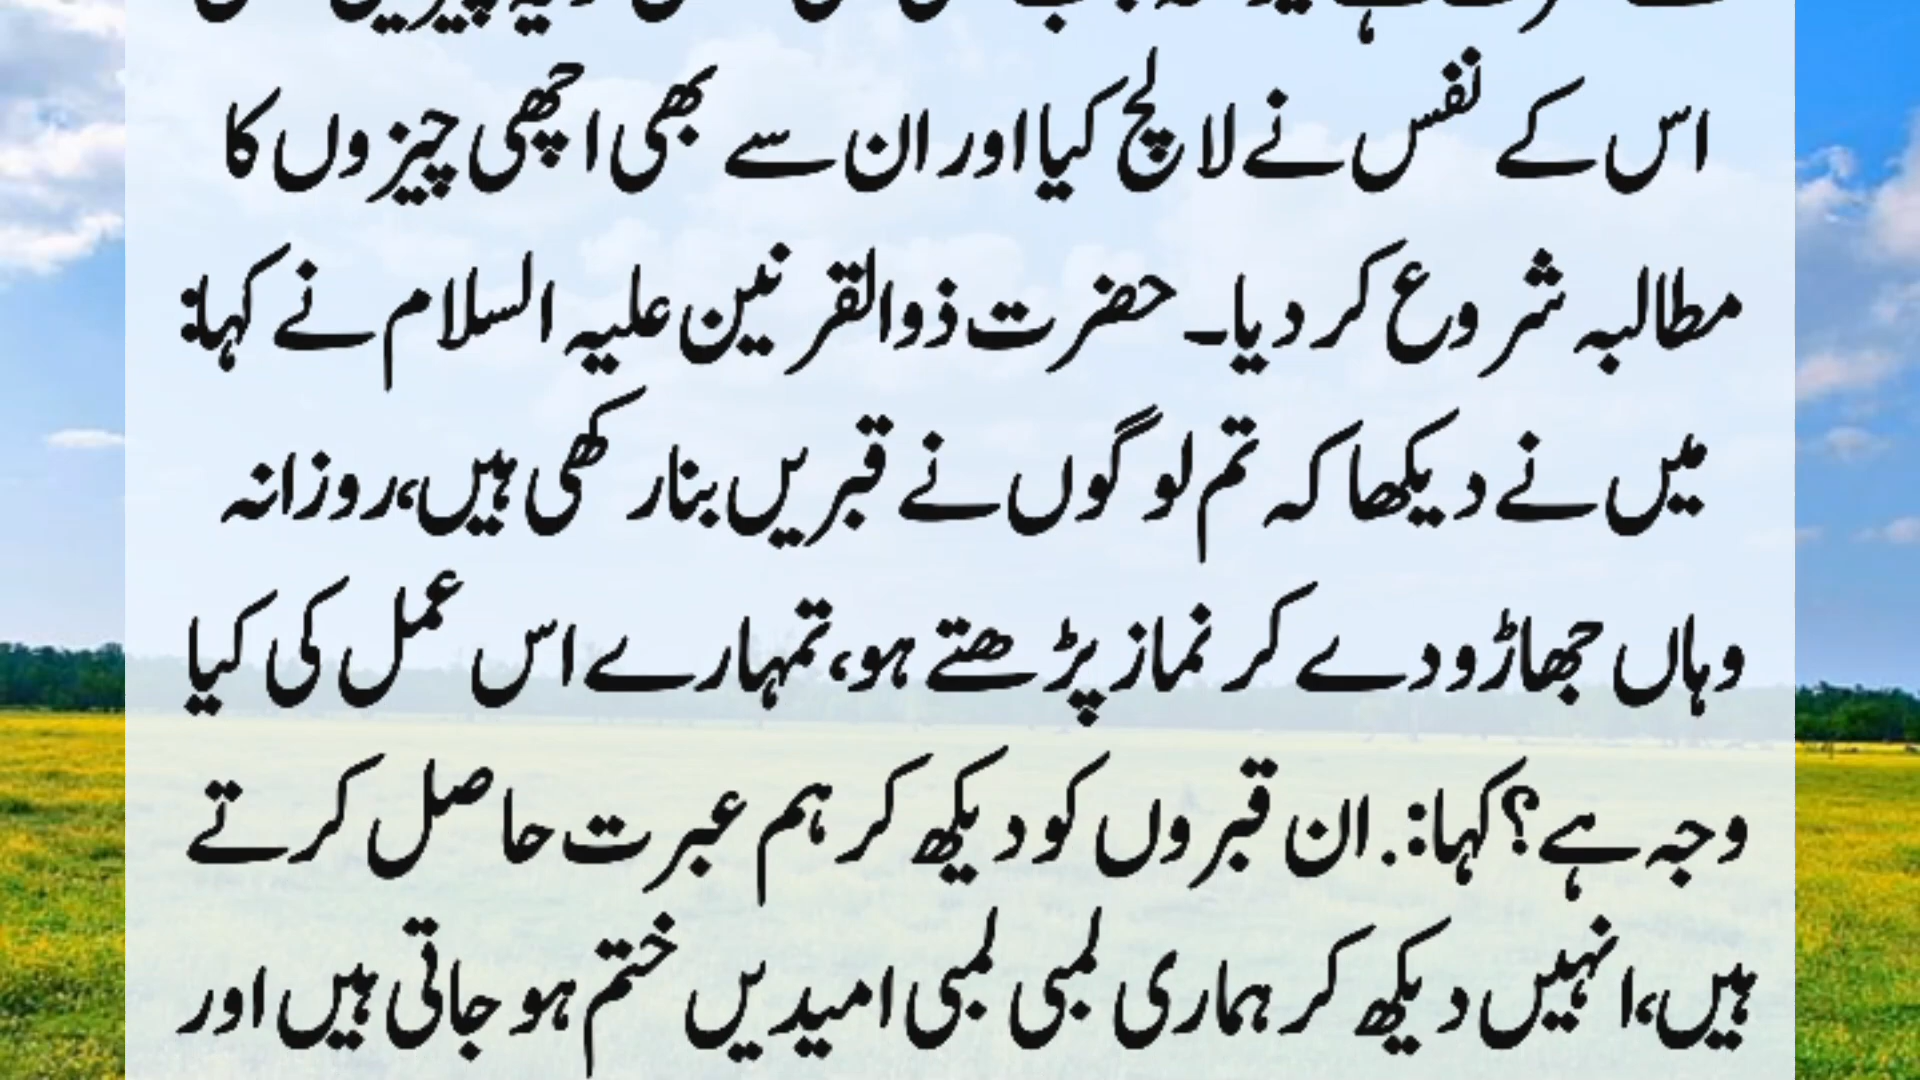 اس کے نفس نے لالچ کیا اور ان سے بھی اچھی چیزوں کا
مطالبہ شروع کر دیا۔ حضرت ذوالقرنین علیہ السلام نے کہا:
میں نے دیکھا کہ تم لوگوں نے قبریں بنا رکھی ہیں، روزانہ
وہاں جھاڑو دے کر نماز پڑھتے ہو، تمہارے اس عمل کی کیا
وجہ ہے؟ کہا:. ان قبروں کو دیکھ کر ہم عبرت حاصل کرتے
ہیں، انہیں دیکھ کر ہماری لمبی لمبی امیدیں ختم ہو جاتی ہیں اور